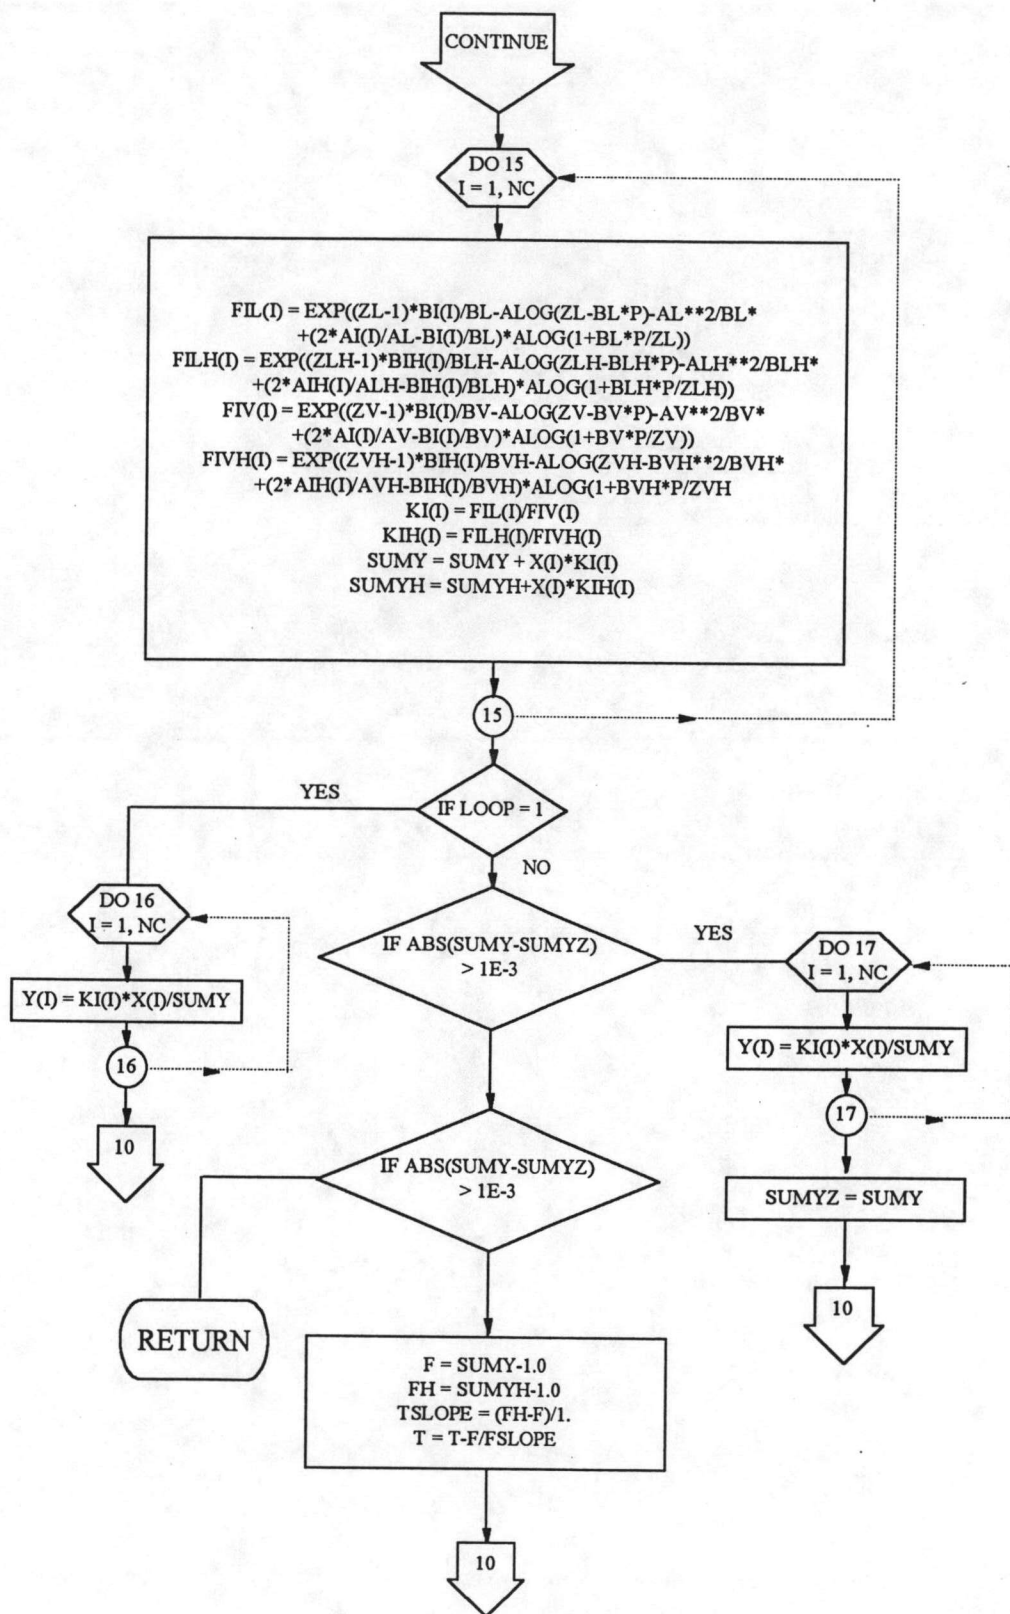 CONTINUE
DO 15
I = 1, NC
FIL(I) = EXP((ZL-1)*BI(I)/BL-ALOG(ZL-BL*P)-AL**2/BL*
+(2*AI(I)/AL-BI(I)/BL)*ALOG(1+BL*P/ZL))
FILH(I) = EXP((ZLH-1)*BIH(I)/BLH-ALOG(ZLH-BLH*P)-ALH**2/BLH*
+(2*AIH(I)/ALH-BIH(I)/BLH)*ALOG(1+BLH*P/ZLH))
FIV(I) = EXP((ZV-1)*BI(I)/BV-ALOG(ZV-BV*P)-AV**2/BV*
+(2*AI(I)/AV-BI(I)/BV)*ALOG(1+BV*P/ZV))
FIVH(I) = EXP((ZVH-1)*BIH(I)/BVH-ALOG(ZVH-BVH**2/BVH*
+(2*AIH(I)/AVH-BIH(I)/BVH)*ALOG(1+BVH*P/ZVH
KI(I) = FIL(I)/FIV(I)
KIH(I) = FILH(I)/FIVH(I)
SUMY = SUMY + X(I)*KI(I)
SUMYH = SUMYH+X(I)*KIH(I)
15
YES
IF LOOP = 1
NO
DO 16
I = 1, NC
Y(I) = KI(I)*X(I)/SUMY
16
10
IF ABS(SUMY-SUMYZ)
> 1E-3
YES
DO 17
I = 1, NC
Y(I) = KI(I)*X(I)/SUMY
17
SUMYZ = SUMY
10
IF ABS(SUMY-SUMYZ)
> 1E-3
RETURN
F = SUMY-1.0
FH = SUMYH-1.0
TSLOPE = (FH-F)/1.
T = T-F/FSLOPE
10